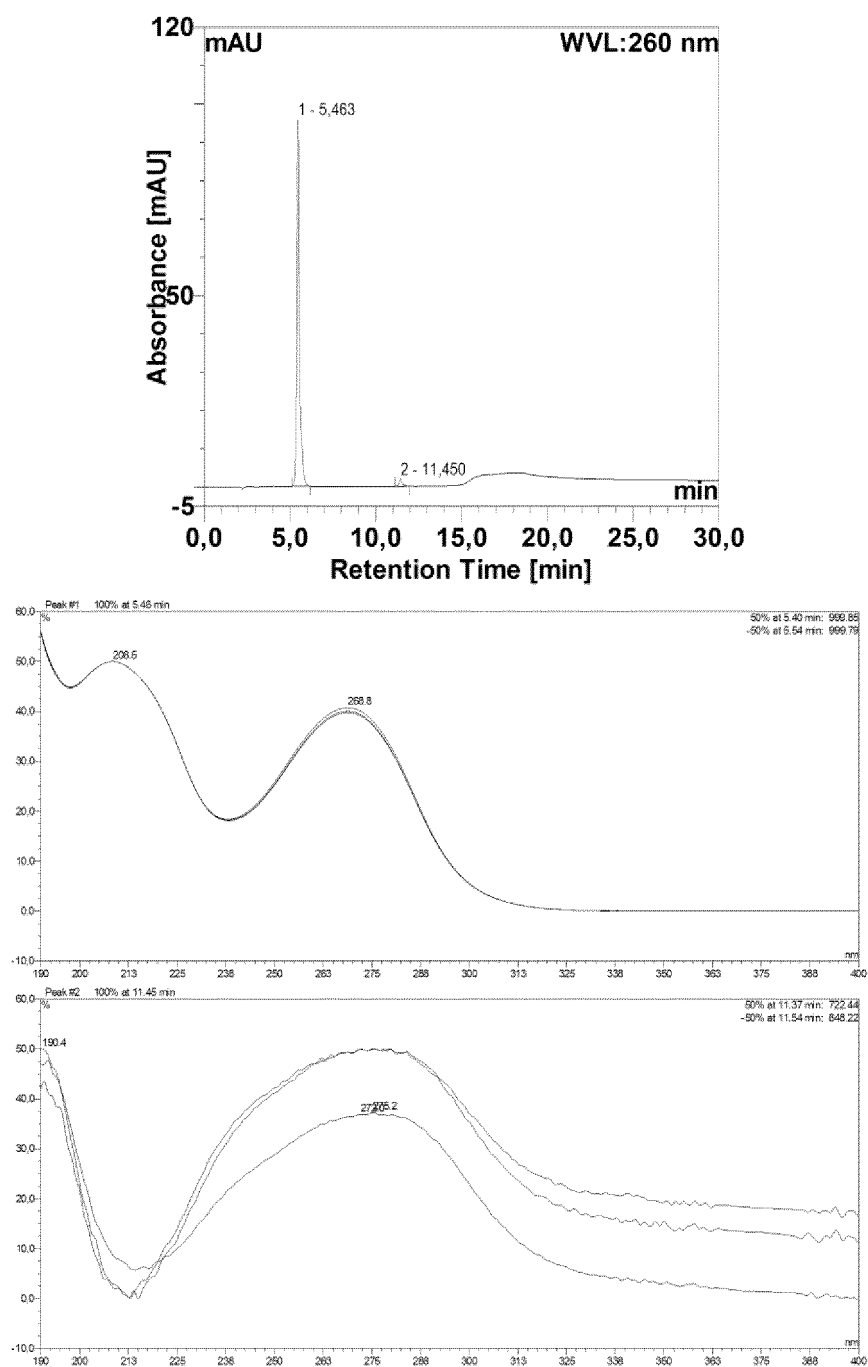 120
mAU WVL:260 nm
1 - 5,463
Absorbance [mAU]
50
2 - 11,450
min
-5
0,0 5,0 10,0 15,0 20,0 25,0 30,0
Retention Time [min]
Peak #1 100% at 5.46 min
50% at 5.40 min: 999.85
-50% at 5.54 min: 999.79
60,0
%
208.5
50,0
268.8
40,0
30,0
20,0
10,0
0,0
nm
-10,0
190 200 213 225 238 250 263 275 288 300 313 325 338 350 363 375 388 400
Peak #2 100% at 11.45 min
50% at 11.37 min: 722.44
-50% at 11.54 min: 848.22
60,0
%
190.4
50,0
40,0
275.2
30,0
20,0
10,0
0,0
nm
-10,0
190 200 213 225 238 250 263 275 288 300 313 325 338 350 363 375 388 400